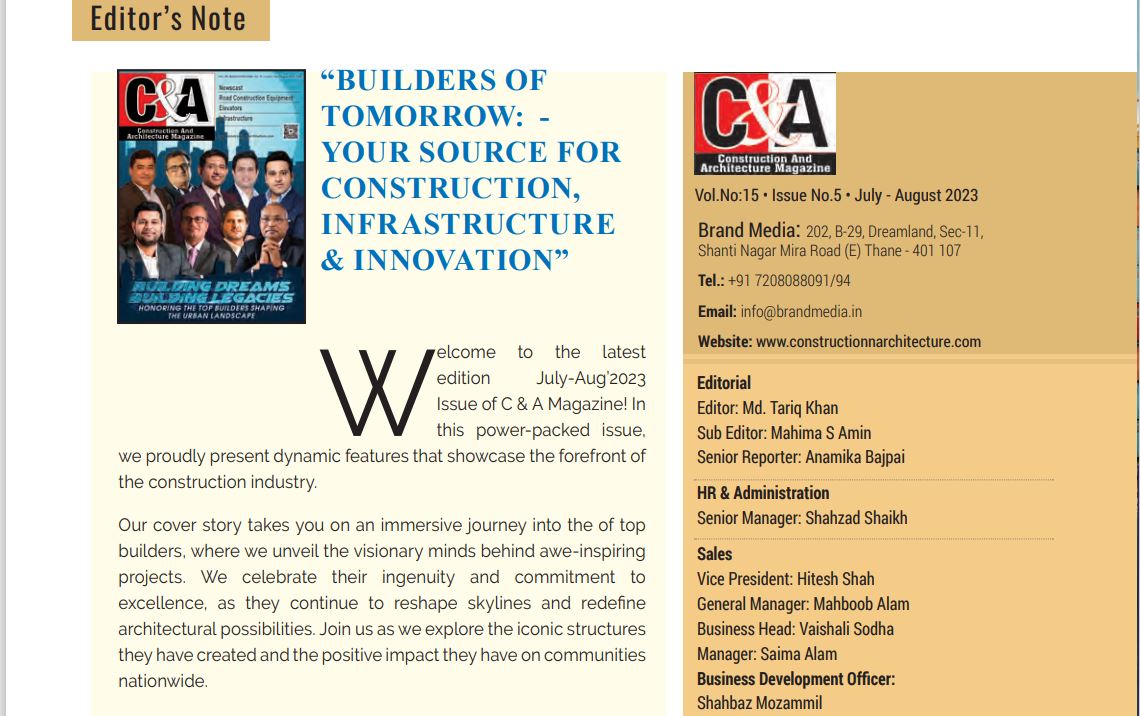 Editor's Note
C&A
Construction And
Architecture Magazine
Newscast
Road Construction Equipment
Elevators
Infrastructure
BUILDING DREAMS
BUILDING LEGACIES
HONORING THE TOP BUILDERS SHAPING
THE URBAN LANDSCAPE
“BUILDERS OF
TOMORROW: -
YOUR SOURCE FOR
CONSTRUCTION,
INFRASTRUCTURE
& INNOVATION”
Welcome to the latest
edition July-Aug’2023
Issue of C & A Magazine! In
this power-packed issue,
we proudly present dynamic features that showcase the forefront of
the construction industry.
Our cover story takes you on an immersive journey into the of top
builders, where we unveil the visionary minds behind awe-inspiring
projects. We celebrate their ingenuity and commitment to
excellence, as they continue to reshape skylines and redefine
architectural possibilities. Join us as we explore the iconic structures
they have created and the positive impact they have on communities
nationwide.
C&A
Construction And
Architecture Magazine
Vol.No:15 • Issue No.5 • July - August 2023
Brand Media: 202, B-29, Dreamland, Sec-11,
Shanti Nagar Mira Road (E) Thane - 401 107
Tel.: +91 7208088091/94
Email: info@brandmedia.in
Website: www.constructionnarchitecture.com
Editorial
Editor: Md. Tariq Khan
Sub Editor: Mahima S Amin
Senior Reporter: Anamika Bajpai
HR & Administration
Senior Manager: Shahzad Shaikh
Sales
Vice President: Hitesh Shah
General Manager: Mahboob Alam
Business Head: Vaishali Sodha
Manager: Saima Alam
Business Development Officer:
Shahbaz Mozammil